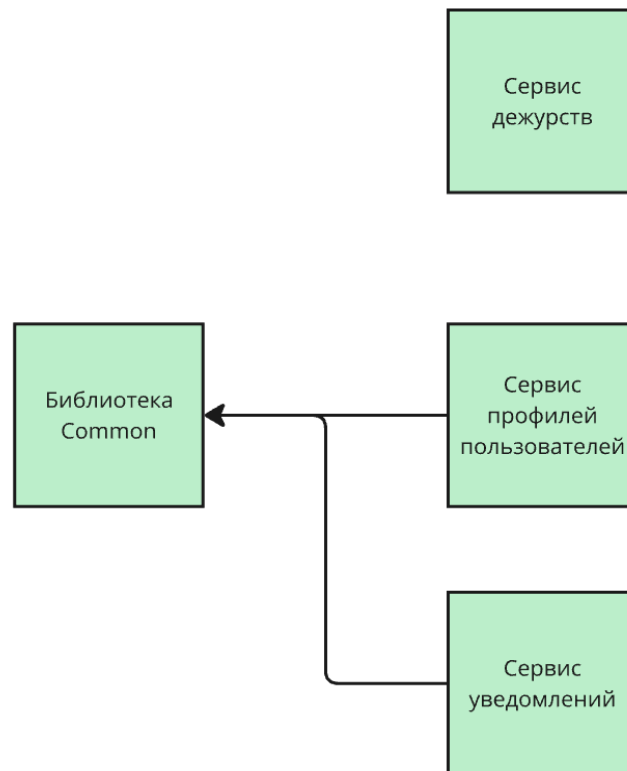 Сервис
дежурств
Библиотека
Common
Сервис
профилей
пользователей
Сервис
уведомлений